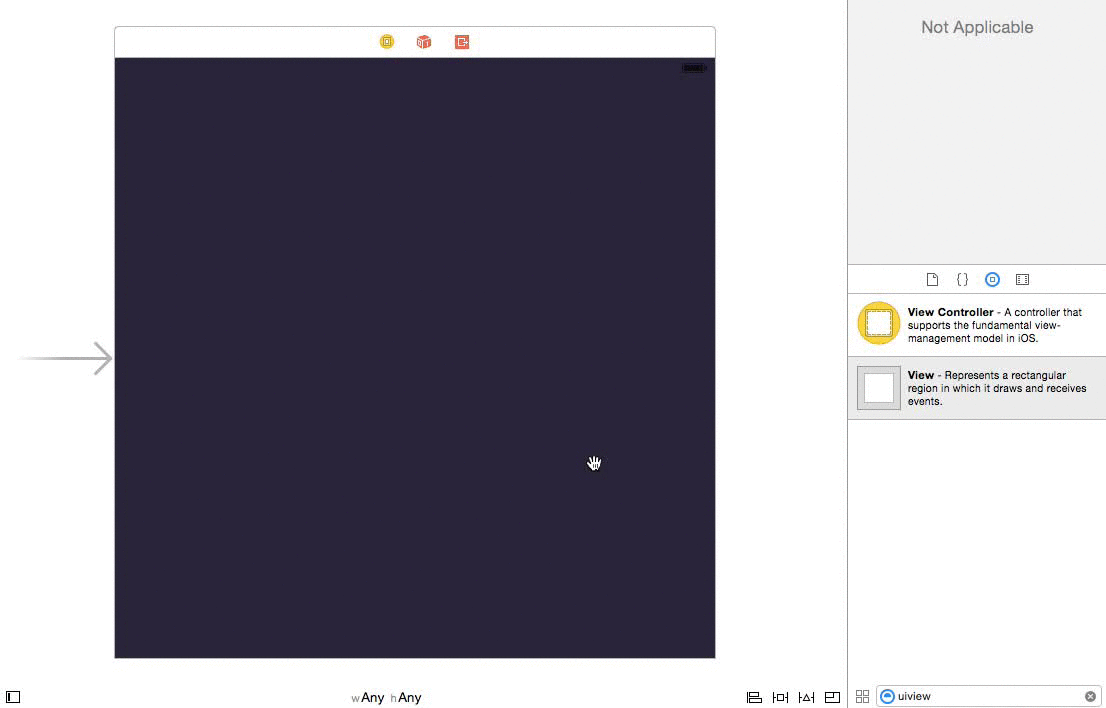 Not Applicable
View Controller - A controller that
supports the fundamental view-
management model in iOS.
View - Represents a rectangular
region in which it draws and receives
events.
wAny hAny
uiview